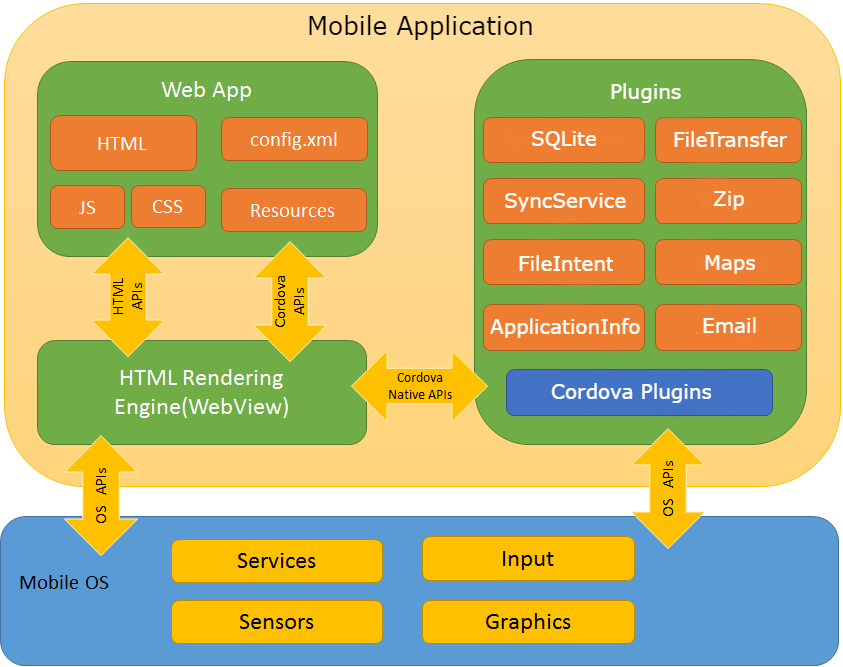 Mobile Application
Web App
HTML
config.xml
JS
CSS
Resources
Plugins
SQLite
FileTransfer
SyncService
Zip
FileIntent
Maps
ApplicationInfo
Email
Cordova Plugins
HTML
APIs
Cordova
APIs
HTML Rendering
Engine(WebView)
Cordova
Native APIs
OS APIs
OS APIs
Mobile OS
Services
Input
Sensors
Graphics